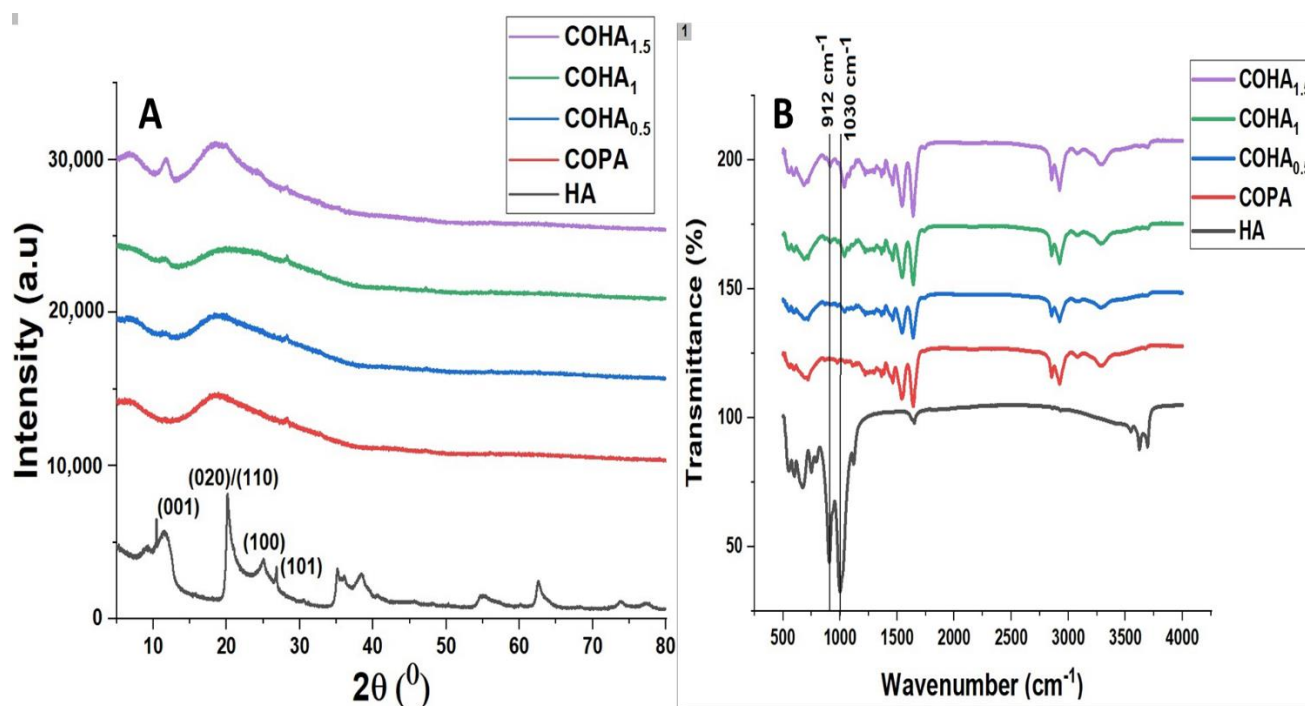 A
COHA1.5
COHA1
COHA0.5
COPA
HA
Intensity (a.u)
30,000
20,000
10,000
0
(001)
(020)/(110)
(100)
(101)
10 20 30 40 50 60 70 80
2θ (⁰)
1
B
912 cm⁻¹
1030 cm⁻¹
COHA1.5
COHA1
COHA0.5
COPA
HA
Transmittance (%)
200
150
100
50
500 1000 1500 2000 2500 3000 3500 4000
Wavenumber (cm⁻¹)